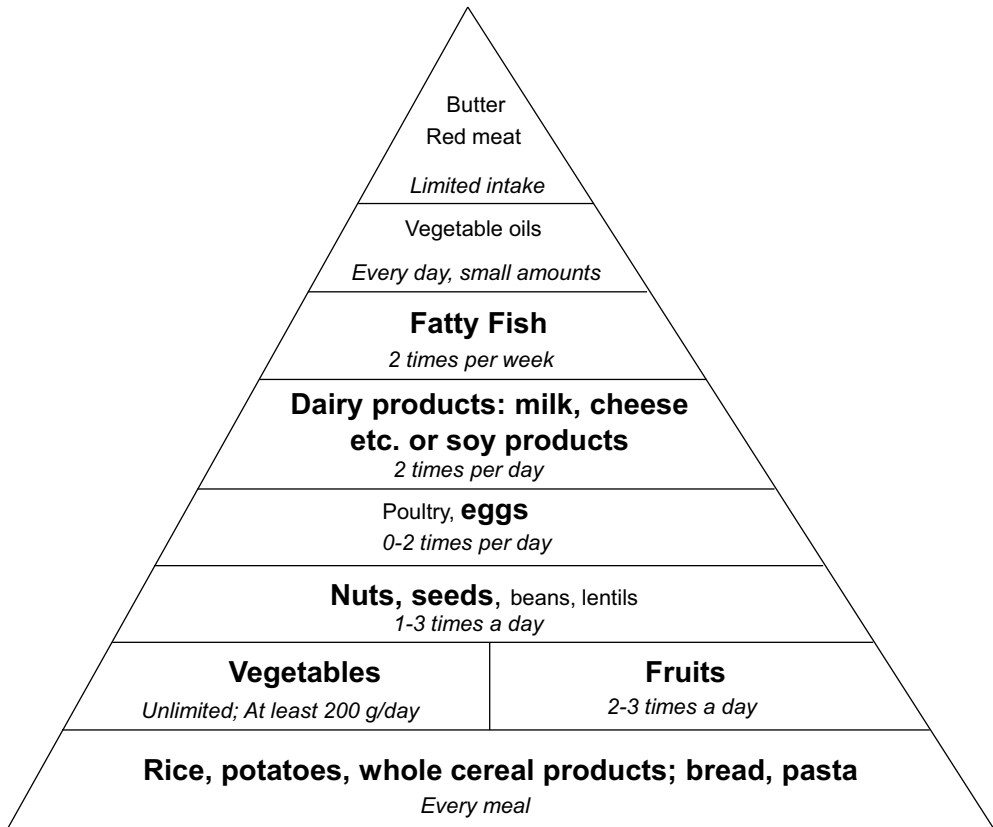 Butter
Red meat
Limited intake
Vegetable oils
Every day, small amounts
Fatty Fish
2 times per week
Dairy products: milk, cheese
etc. or soy products
2 times per day
Poultry, eggs
0-2 times per day
Nuts, seeds, beans, lentils
1-3 times a day
Vegetables
Unlimited; At least 200 g/day
Fruits
2-3 times a day
Rice, potatoes, whole cereal products; bread, pasta
Every meal